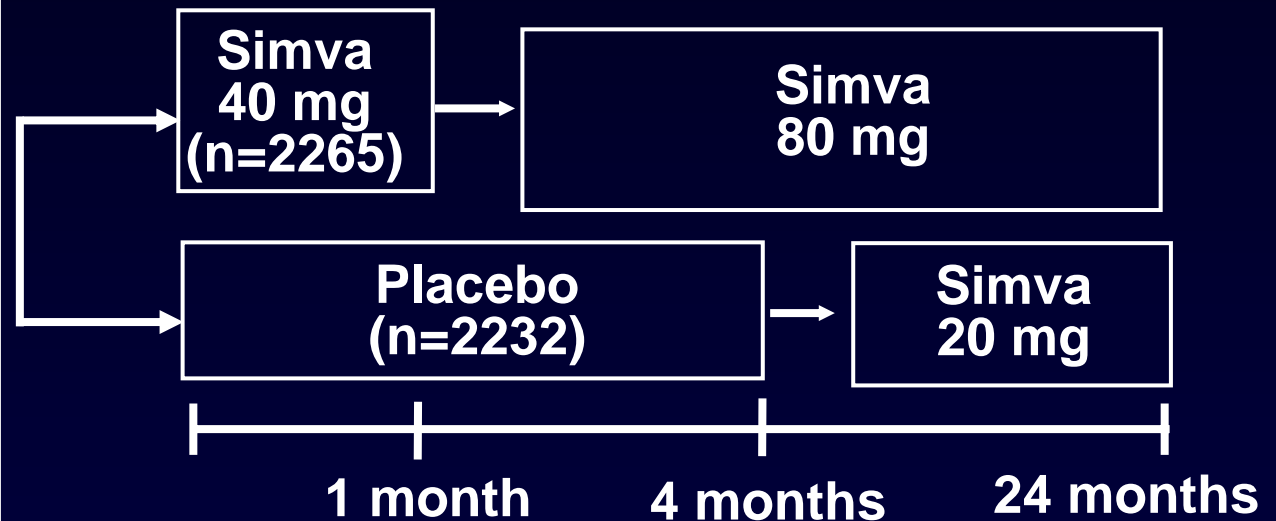 Simva
40 mg
(n=2265)
Simva
80 mg
Placebo
(n=2232)
Simva
20 mg
1 month
4 months
24 months